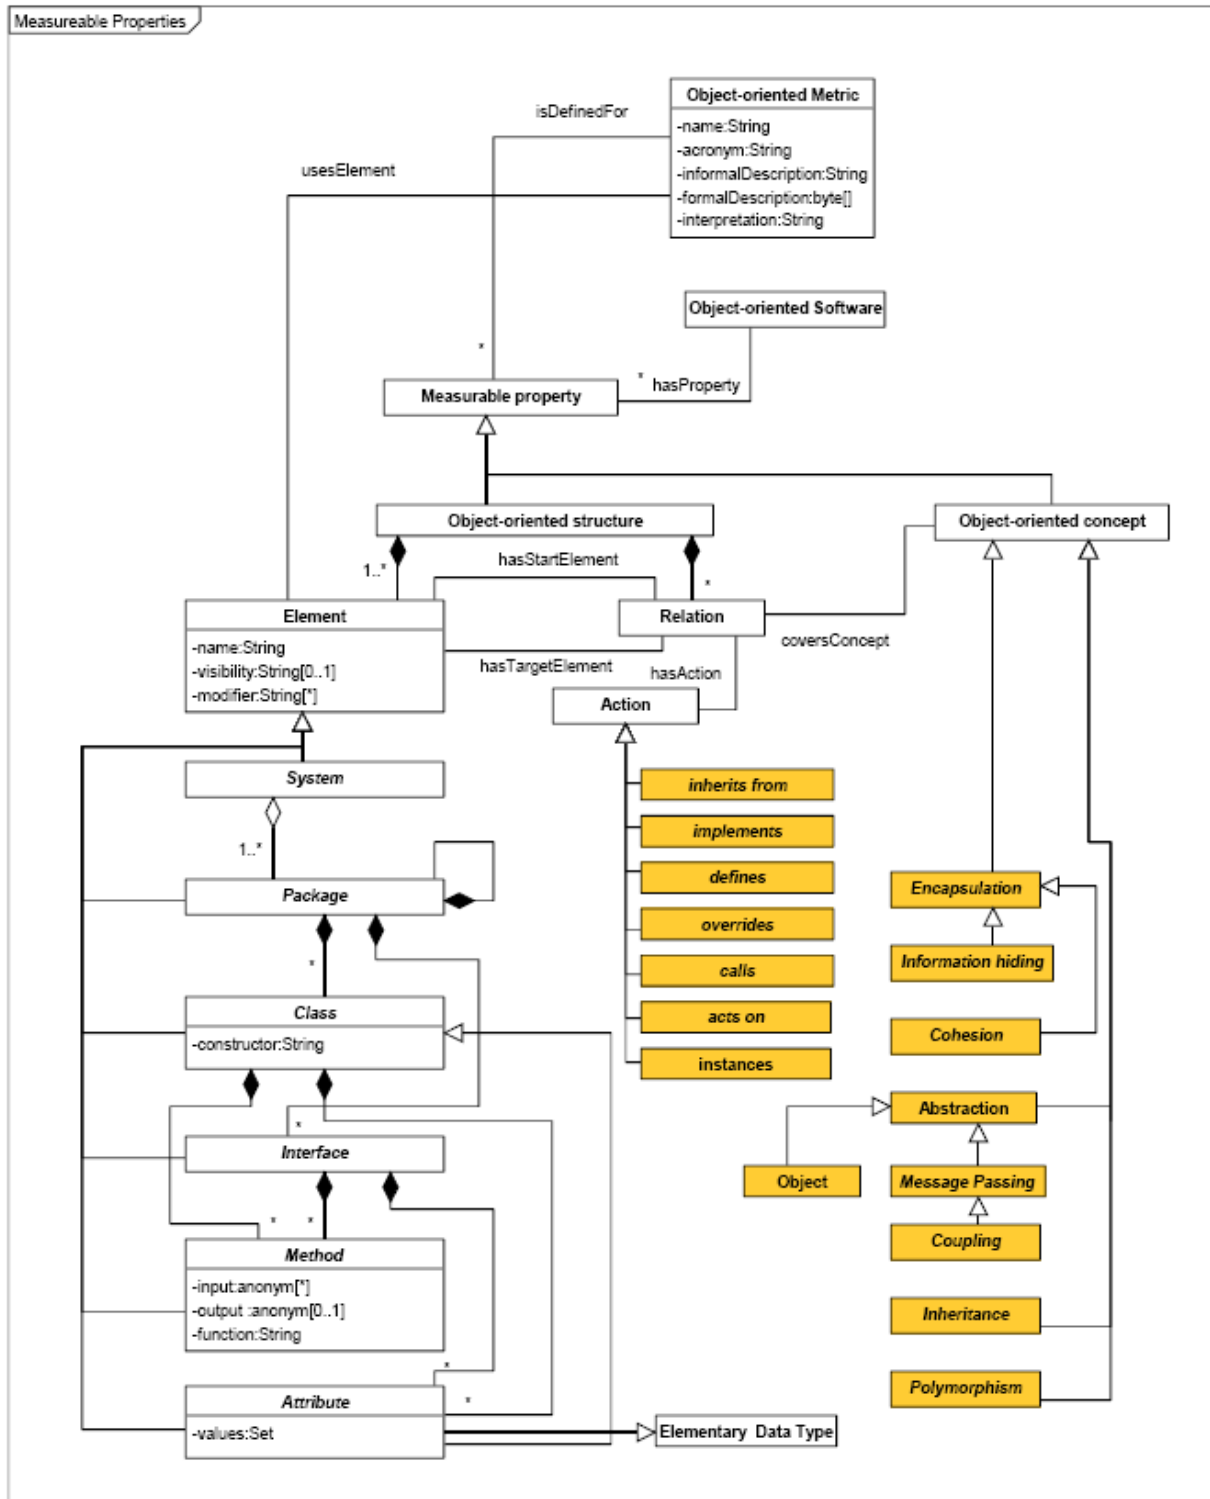 Measureable Properties
Object-oriented Metric
-name:String
-acronym:String
-informalDescription:String
-formalDescription:byte[]
-interpretation:String
isDefinedFor
usesElement
Object-oriented Software
*
*
hasProperty
Measurable property
Object-oriented structure
Object-oriented concept
1..*
hasStartElement
*
Element
-name:String
-visibility:String[0..1]
-modifier:String[*]
Relation
coversConcept
hasTargetElement
hasAction
Action
System
1..*
Package
*
Class
-constructor:String
*
Interface
*
*
Method
-input:anonym[*]
-output :anonym[0..1]
-function:String
*
*
Attribute
-values:Set
Elementary Data Type
inherits from
implements
defines
overrides
calls
acts on
instances
Encapsulation
Information hiding
Cohesion
Abstraction
Object
Message Passing
Coupling
Inheritance
Polymorphism